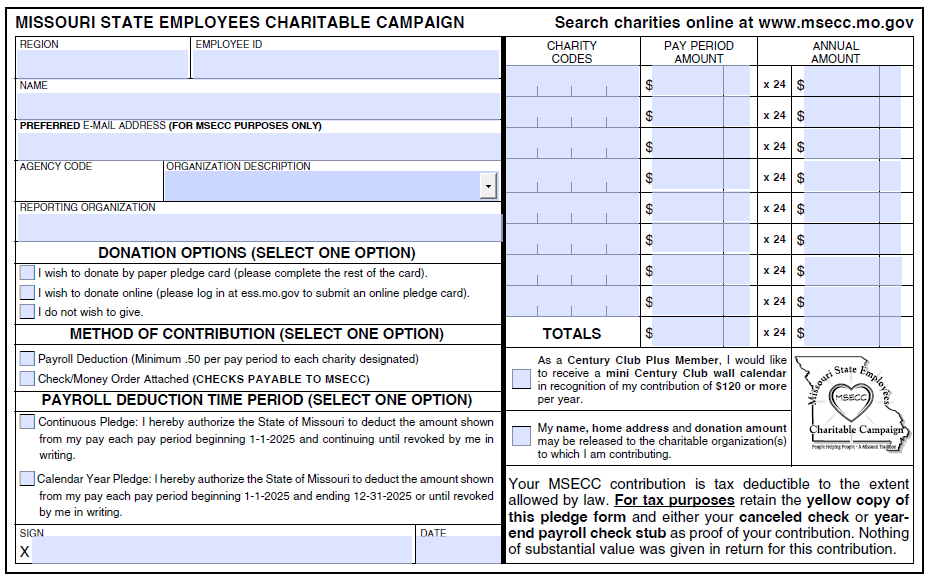 MISSOURI STATE EMPLOYEES CHARITABLE CAMPAIGN
Search charities online at www.msecc.mo.gov
REGION
EMPLOYEE ID
NAME
PREFERRED E-MAIL ADDRESS (FOR MSECC PURPOSES ONLY)
AGENCY CODE
ORGANIZATION DESCRIPTION
REPORTING ORGANIZATION
DONATION OPTIONS (SELECT ONE OPTION)
I wish to donate by paper pledge card (please complete the rest of the card).
I wish to donate online (please log in at ess.mo.gov to submit an online pledge card).
I do not wish to give.
METHOD OF CONTRIBUTION (SELECT ONE OPTION)
Payroll Deduction (Minimum .50 per pay period to each charity designated)
Check/Money Order Attached (CHECKS PAYABLE TO MSECC)
PAYROLL DEDUCTION TIME PERIOD (SELECT ONE OPTION)
Continuous Pledge: I hereby authorize the State of Missouri to deduct the amount shown
from my pay each pay period beginning 1-1-2025 and continuing until revoked by me in
writing.
Calendar Year Pledge: I hereby authorize the State of Missouri to deduct the amount shown
from my pay each pay period beginning 1-1-2025 and ending 12-31-2025 or until revoked
by me in writing.
SIGN
DATE
X
CHARITY
CODES
PAY PERIOD
AMOUNT
ANNUAL
AMOUNT
$ x 24 $
$ x 24 $
$ x 24 $
$ x 24 $
$ x 24 $
$ x 24 $
$ x 24 $
$ x 24 $
TOTALS $ x 24 $
As a Century Club Plus Member, I would like
to receive a mini Century Club wall calendar
in recognition of my contribution of $120 or more
per year.
My name, home address and donation amount
may be released to the charitable organization(s)
to which I am contributing.
Missouri State Employees
MSECC
Charitable Campaign
People Helping People - A Missouri Tradition
Your MSECC contribution is tax deductible to the extent
allowed by law. For tax purposes retain the yellow copy of
this pledge form and either your canceled check or year-
end payroll check stub as proof of your contribution. Nothing
of substantial value was given in return for this contribution.